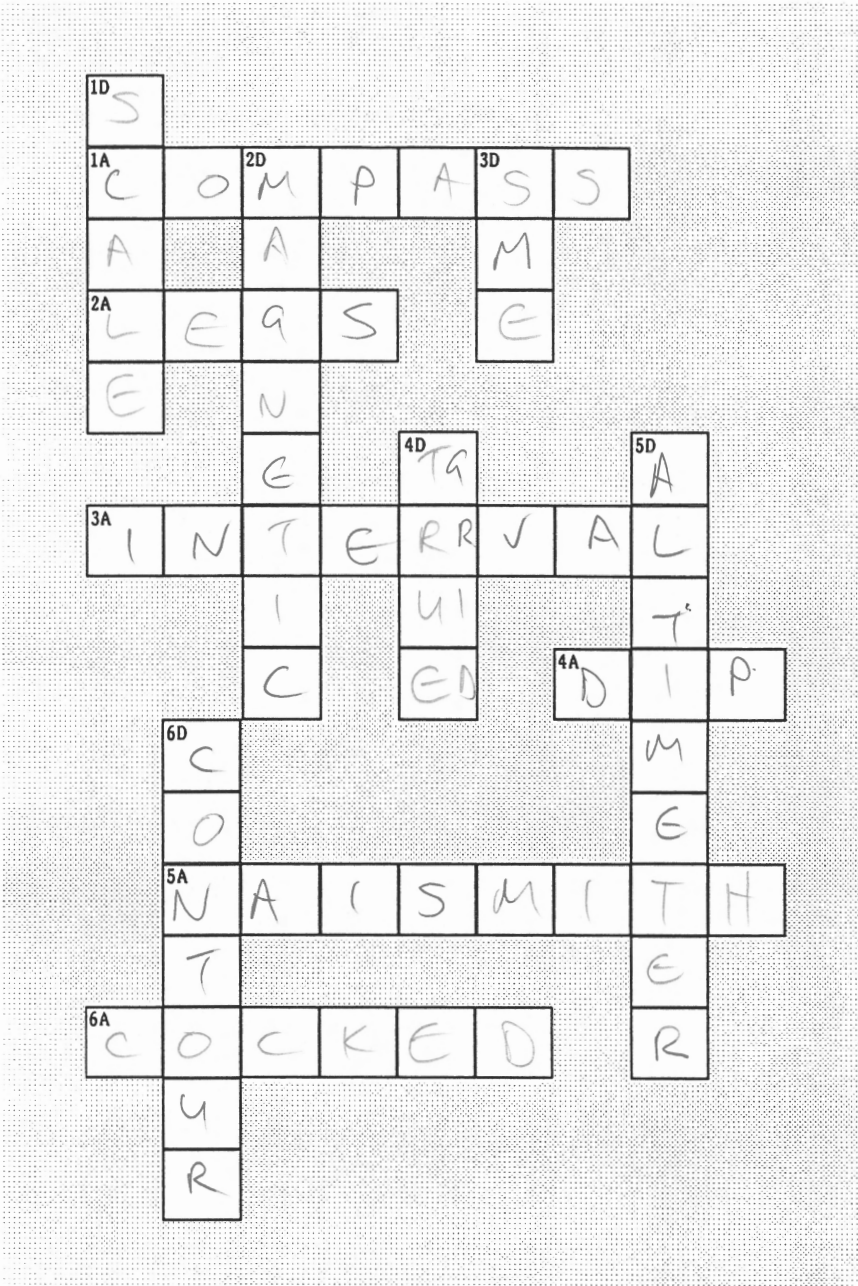 1D S
1A C O 2D M P A 3D S S
A A M
2A L E G S E
E N
E 4D TG 5D A
3A I N T E RR V A L
I UI T
C ED 4A D I P
6D C M
O E
5A N A I S M I T H
T E
6A C O C K E D R
U
R